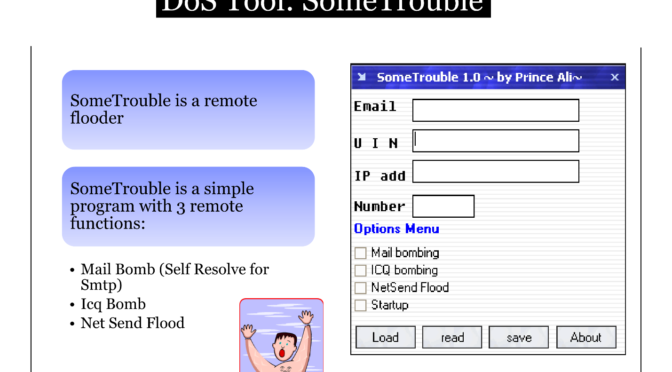 DoS Tool: SomeTrouble
SomeTrouble is a remote
flooder
SomeTrouble is a simple
program with 3 remote
functions:
• Mail Bomb (Self Resolve for
Smtp)
• Icq Bomb
• Net Send Flood
SomeTrouble 1.0 ~ by Prince Ali~
Email
U I N
IP add
Number
Options Menu
Mail bombing
ICQ bombing
NetSend Flood
Startup
Load
read
save
About